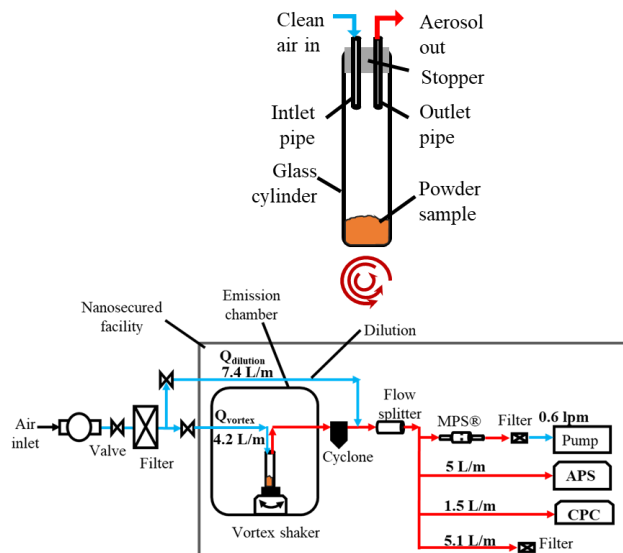 Clean
air in
Aerosol
out
Stopper
Intlet
pipe
Outlet
pipe
Glass
cylinder
Powder
sample
Nanosecured
facility
Emission
chamber
Dilution
Qdilution
7.4 L/m
Flow
splitter
MPS®
Filter
0.6 lpm
Air
inlet
Valve
Filter
Qvortex
4.2 L/m
Cyclone
Pump
5 L/m
APS
1.5 L/m
CPC
Vortex shaker
5.1 L/m
Filter